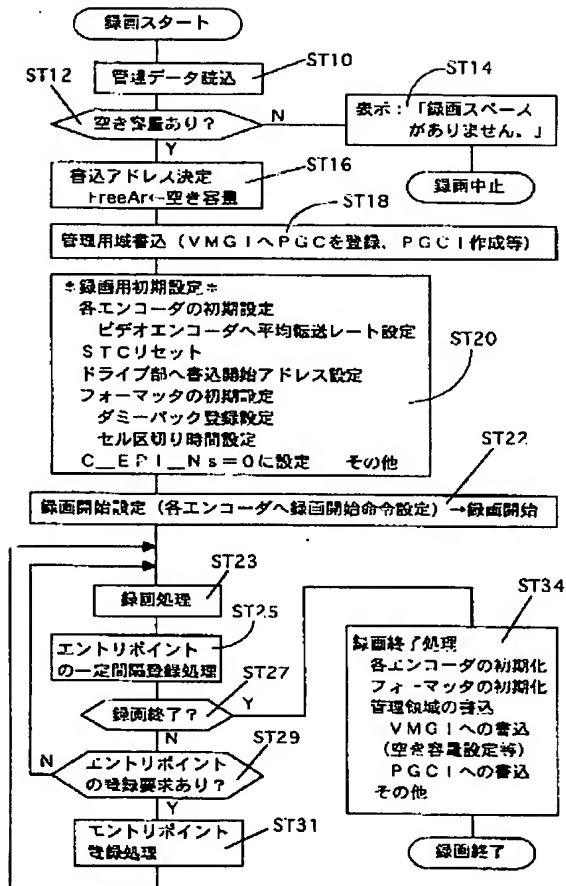 録画スタート
管理データ読込
ST10
ST12
空き容量あり？
N
Y
ST14
表示：「録画スペース
がありません。」
録画中止
書込アドレス決定
FreeAr←空き容量
ST16
ST18
管理用域書込（VMGIへPGCを登録、PGCI作成等）
＊録画用初期設定＊
各エンコーダの初期設定
ビデオエンコーダへ平均転送レート設定
STCリセット
ドライブ部へ書込開始アドレス設定
フォーマッタの初期設定
ダミーパック登録設定
セル区切り時間設定
C_EPI_Ns=0に設定 その他
ST20
ST22
録画開始設定（各エンコーダへ録画開始命令設定）→録画開始
ST23
録画処理
ST25
エントリポイント
の一定間隔登録処理
ST27
録画終了？
Y
N
ST29
エントリポイント
の登録要求あり？
N
Y
ST31
エントリポイント
登録処理
ST34
録画終了処理
各エンコーダの初期化
フォーマッタの初期化
管理領域の書込
VMGIへの書込
（空き容量設定等）
PGCIへの書込
その他
録画終了